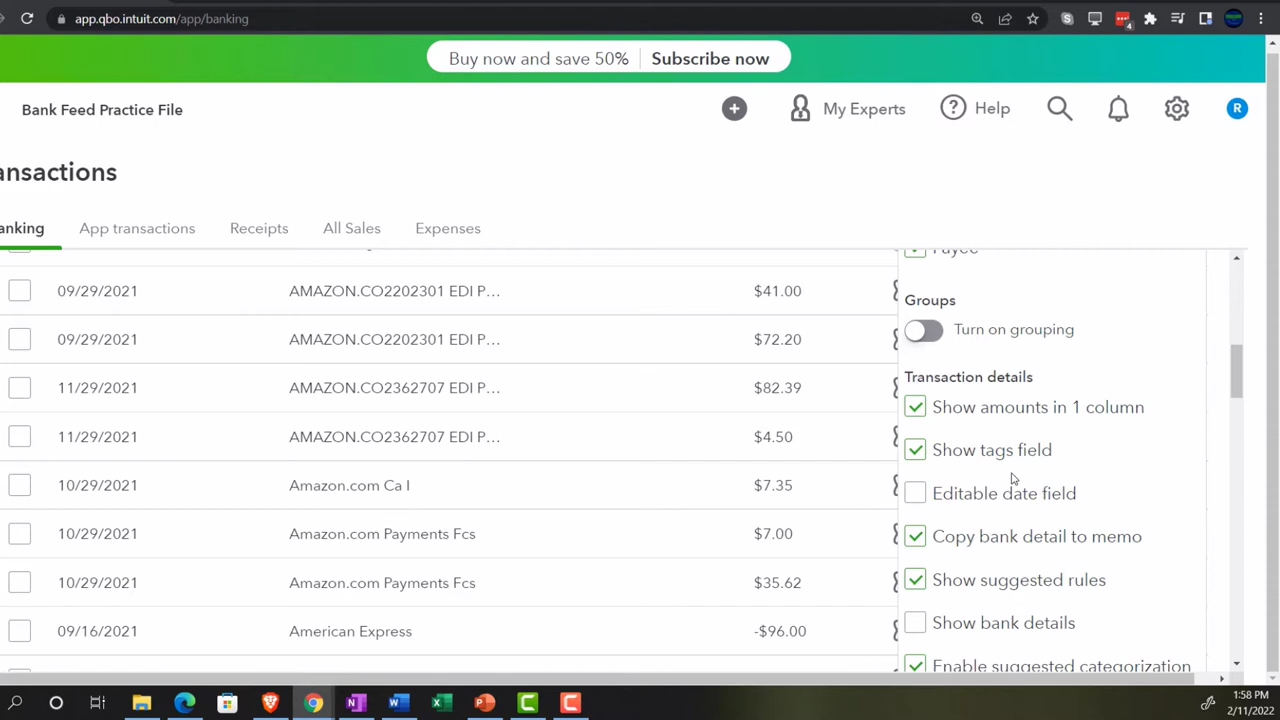 app.qbo.intuit.com/app/banking
4
Buy now and save 50% Subscribe now
Bank Feed Practice File
My Experts
Help
R
ansactions
anking
App transactions
Receipts
All Sales
Expenses
Payee
09/29/2021 AMAZON.CO2202301 EDI P... $41.00
Groups
Turn on grouping
09/29/2021 AMAZON.CO2202301 EDI P... $72.20
Transaction details
11/29/2021 AMAZON.CO2362707 EDI P... $82.39
Show amounts in 1 column
11/29/2021 AMAZON.CO2362707 EDI P... $4.50
Show tags field
10/29/2021 Amazon.com Ca I $7.35
Editable date field
10/29/2021 Amazon.com Payments Fcs $7.00
Copy bank detail to memo
10/29/2021 Amazon.com Payments Fcs $35.62
Show suggested rules
09/16/2021 American Express -$96.00
Show bank details
Enable suggested categorization
1:58 PM
2/11/2022